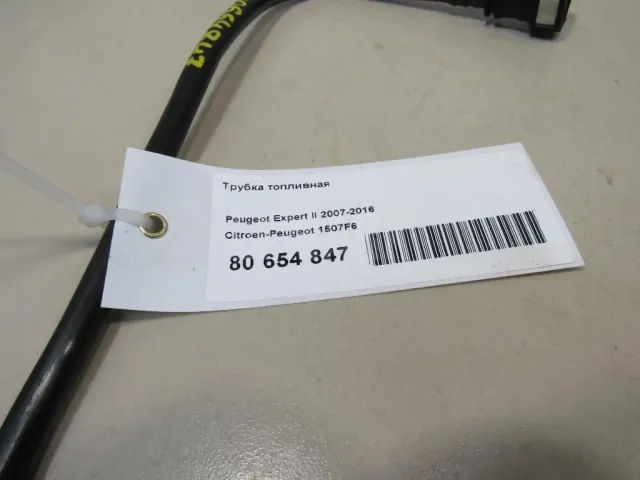 Трубка топливная
Peugeot Expert II 2007-2016
Citroen-Peugeot 1507F6
80 654 847